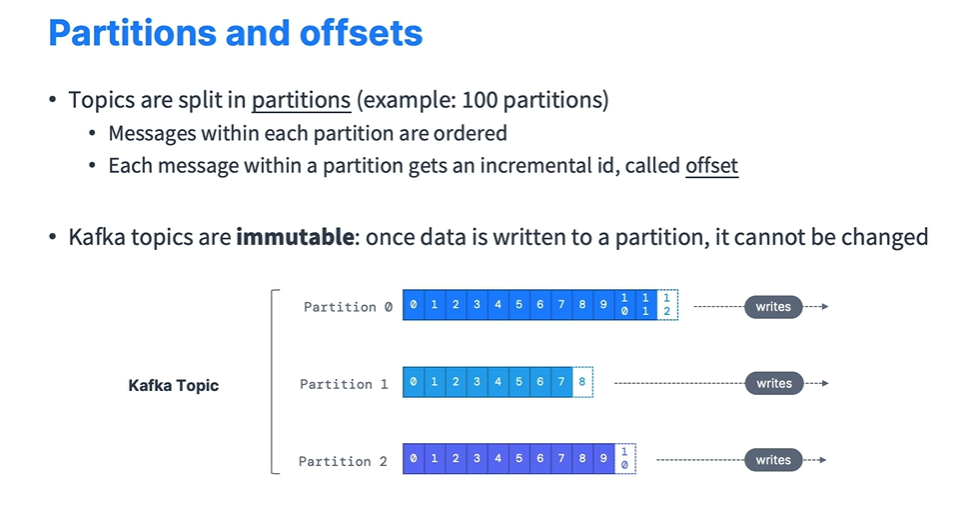 Partitions and offsets
• Topics are split in partitions (example: 100 partitions)
• Messages within each partition are ordered
• Each message within a partition gets an incremental id, called offset
• Kafka topics are immutable: once data is written to a partition, it cannot be changed
Partition 0 0 1 2 3 4 5 6 7 8 9 10 11 12 writes
Kafka Topic
Partition 1 0 1 2 3 4 5 6 7 8 writes
Partition 2 0 1 2 3 4 5 6 7 8 9 10 writes